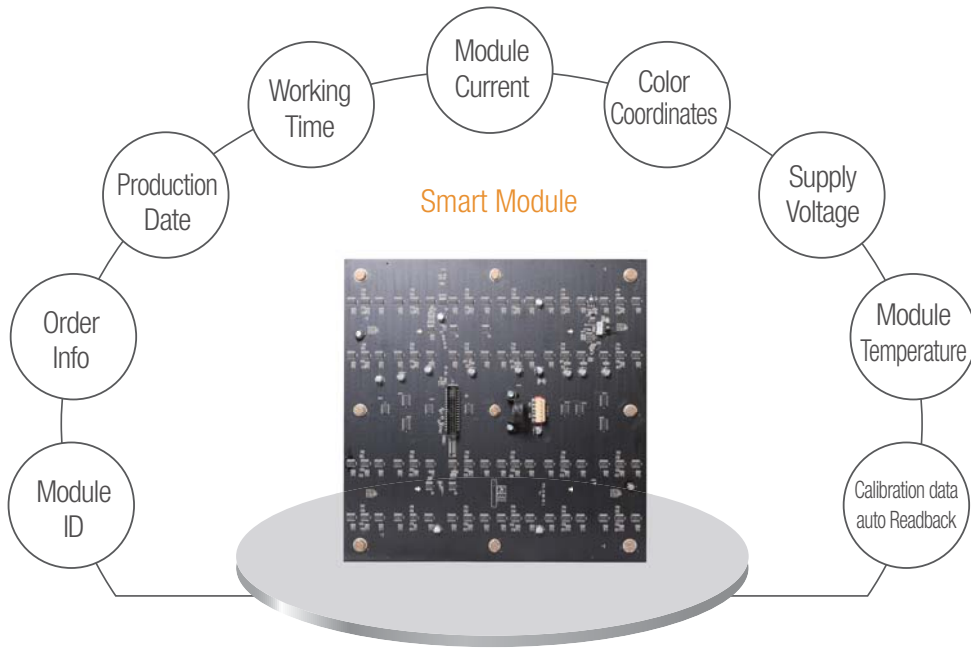 Module
Current
Working
Time
Color
Coordinates
Production
Date
Supply
Voltage
Smart Module
Order
Info
Module
Temperature
Module
ID
Calibration data
auto Readback